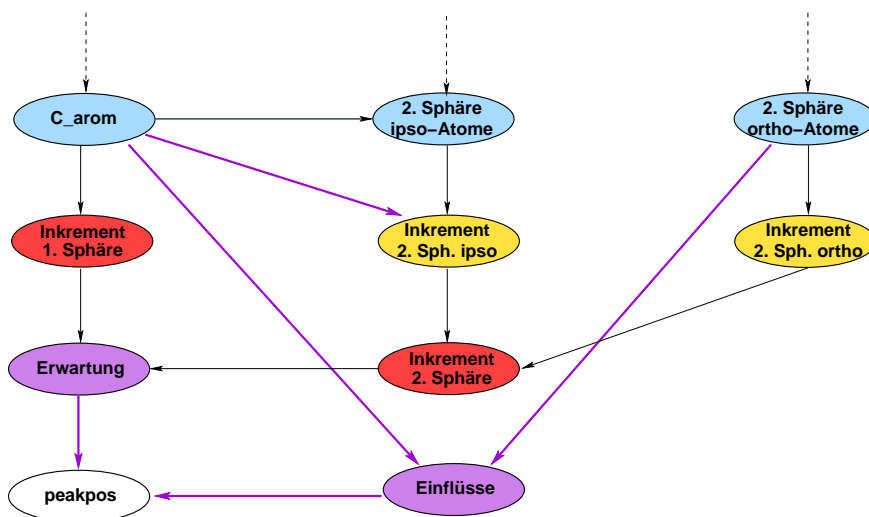 C_arom
2. Sphäre
ipso–Atome
2. Sphäre
ortho–Atome
Inkrement
1. Sphäre
Inkrement
2. Sph. ipso
Inkrement
2. Sph. ortho
Erwartung
Inkrement
2. Sphäre
peakpos
Einflüsse